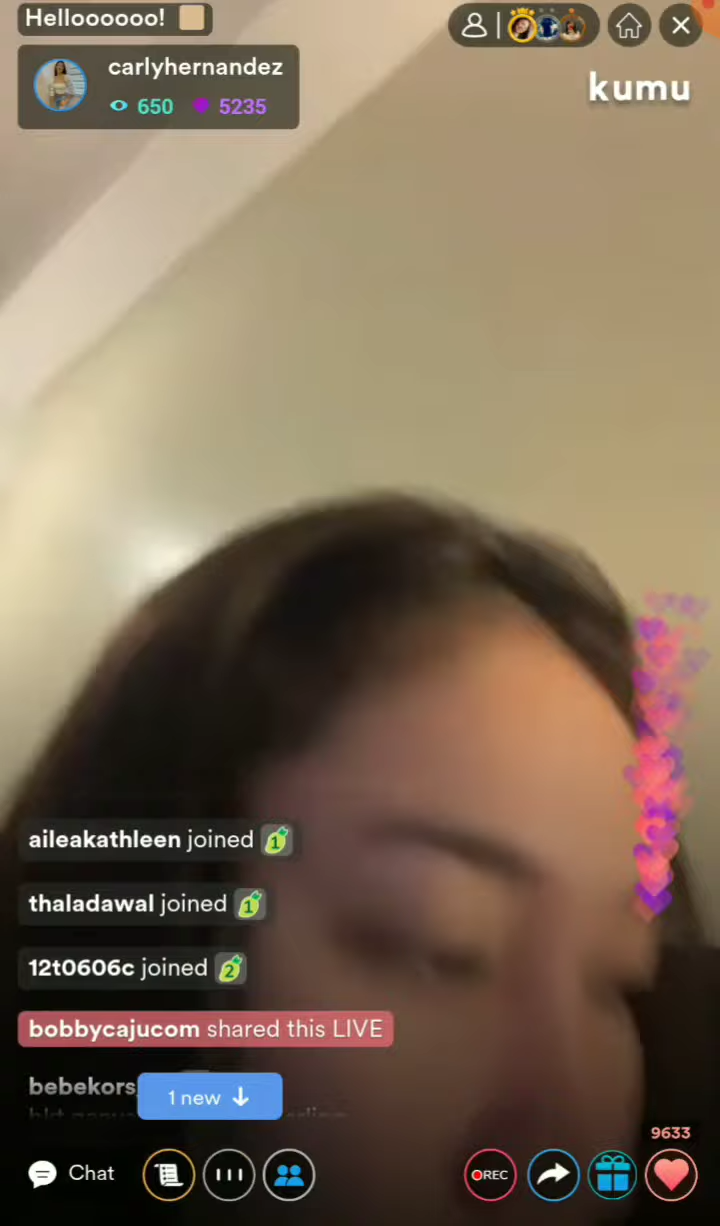 Helloooooo!
carlyhernandez
650 5235
kumu
aileakathleen joined 1
thaladawal joined 1
12t0606c joined 2
bobbycajucom shared this LIVE
bebekors
1 new
9633
Chat
REC